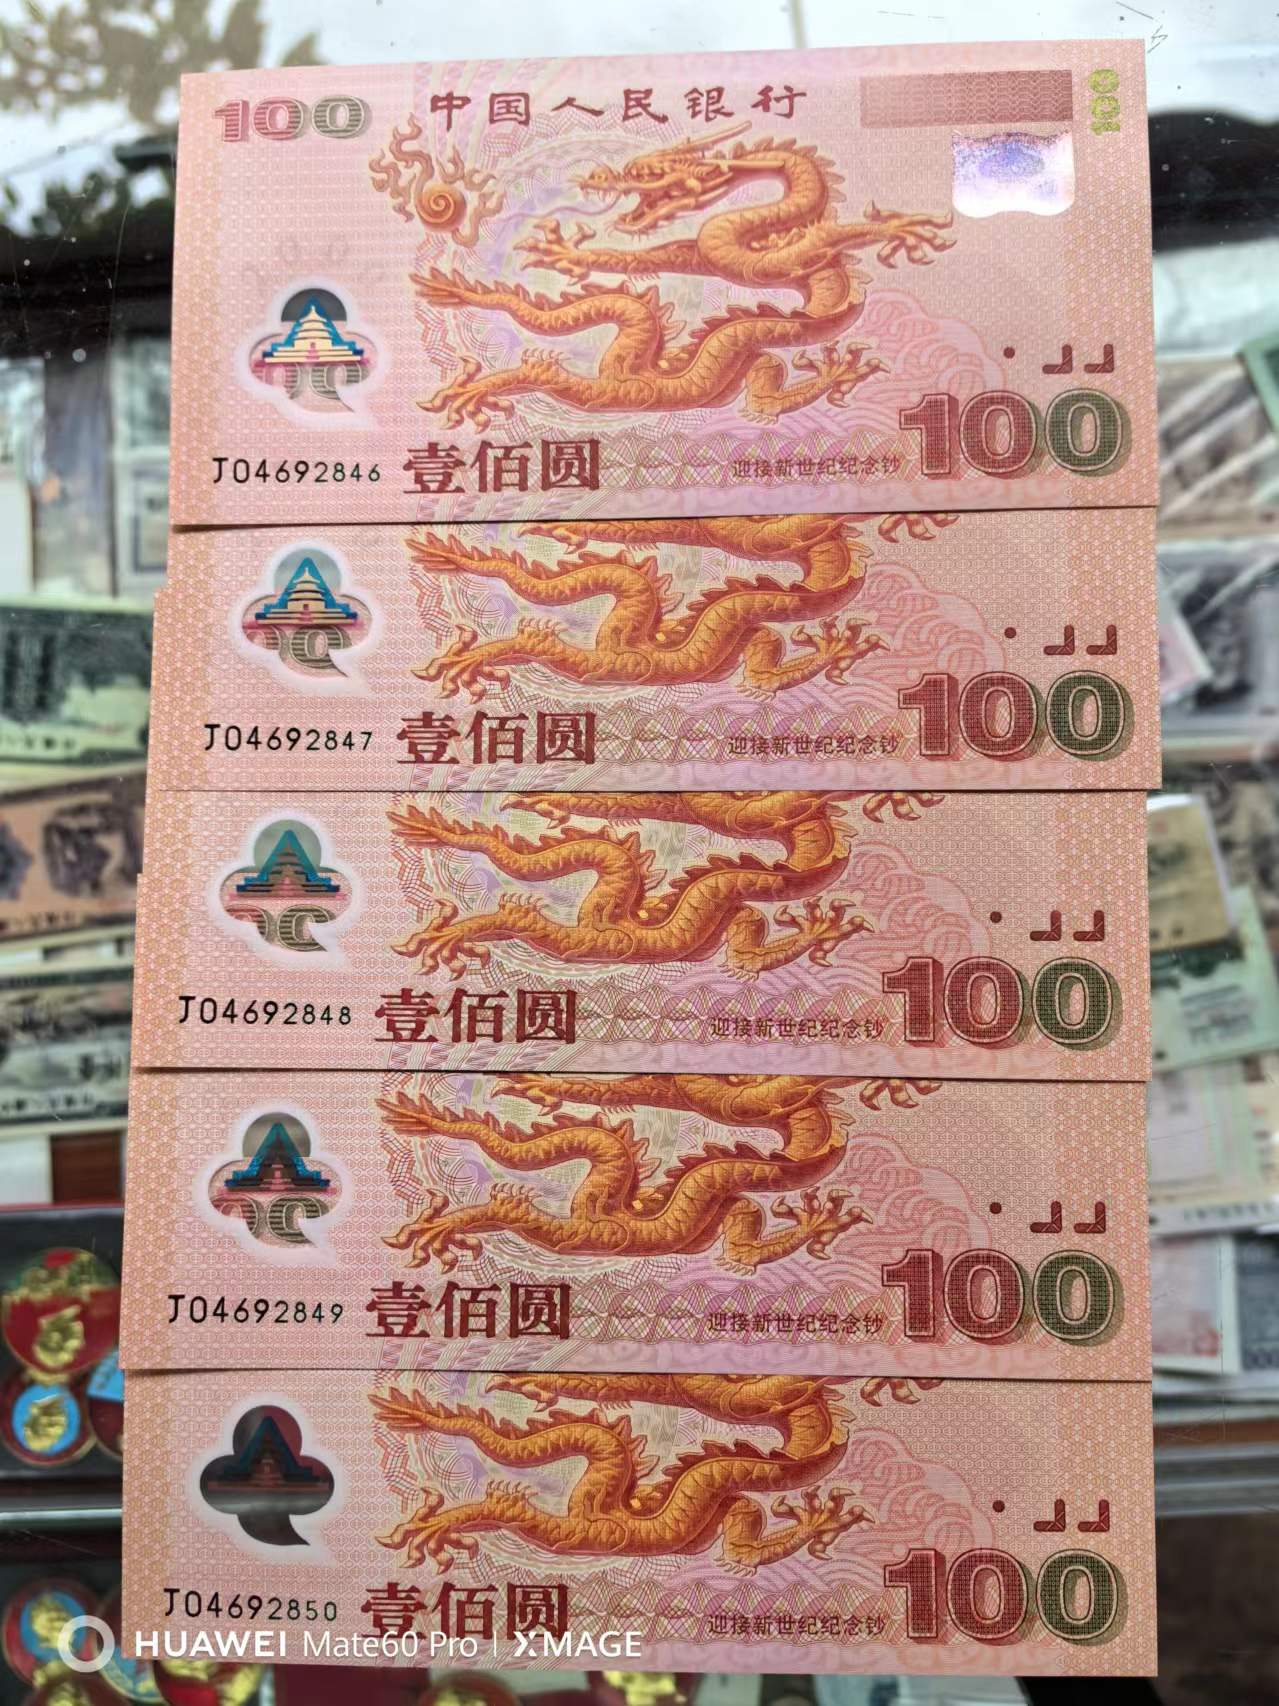 100 中国人民银行 100
J04692846 壹佰圆 迎接新世纪纪念钞 100
J04692847 壹佰圆 迎接新世纪纪念钞 100
J04692848 壹佰圆 迎接新世纪纪念钞 100
J04692849 壹佰圆 迎接新世纪纪念钞 100
J04692850 壹佰圆 迎接新世纪纪念钞 100
HUAWEI Mate60 Pro | XMAGE